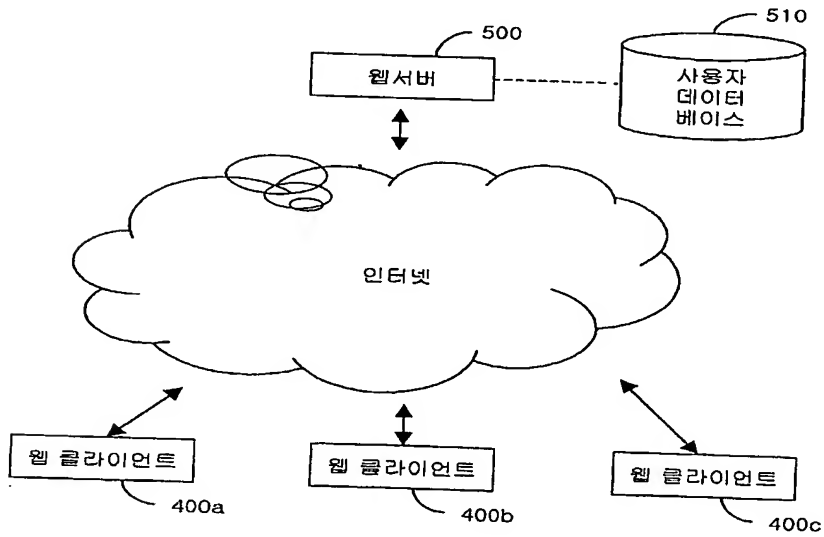 500
510
웹서버
사용자
데이터
베이스
인터넷
웹 클라이언트
웹 클라이언트
웹 클라이언트
400a
400b
400c